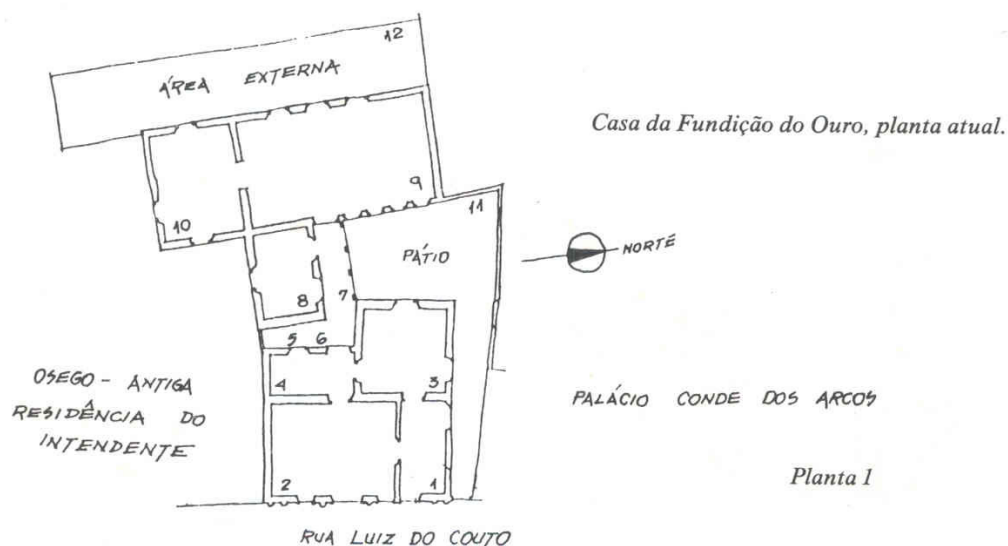 12
ÁREA EXTERNA
Casa da Fundição do Ouro, planta atual.
9
11
10
NORTE
PÁTIO
8
7
5 6
4
3
OSEGO - ANTIGA
RESIDÊNCIA DO
INTENDENTE
PALÁCIO CONDE DOS ARCOS
2
1
Planta 1
RUA LUIZ DO COUTO